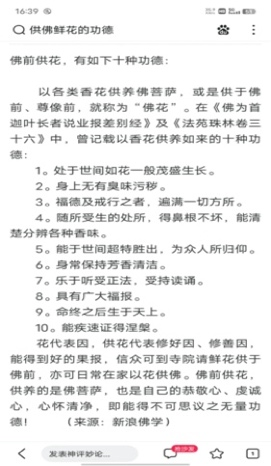 16:39
供佛鲜花的功德
佛前供花，有如下十种功德：
以各类香花供养佛菩萨，或是供于佛
前、尊像前，就称为“佛花”。在《佛为首
迦叶长者说业报差别经》及《法苑珠林卷三
十六》中，曾记载以香花供养如来的十种功
德：
1。处于世间如花一般茂盛生长。
2。身上无有臭味污秽。
3。福德及戒行之香，遍满一切方所。
4。随所受生的处所，得鼻根不坏，能清
楚分辨各种香味。
5。能于世间超特胜出，为众人所归仰。
6。身常保持芳香清洁。
7。乐于听受正法，受持读诵。
8。具有广大福报。
9。命终之后生于天上。
10。能疾速证得涅槃。
花代表因，供花代表修好因、修善因，
能得到好的果报，信众可到寺院请鲜花供于
佛前，亦可日常在家以花供佛。佛前供花，
供养的是佛菩萨，也是自己的恭敬心、虔诚
心，心怀清净，即能得不可思议之无量功
德！（来源：新浪佛学）
发表神评妙论...
抢沙发
1